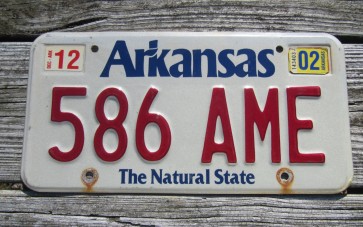 12 Arkansas 02
586 AME
The Natural State